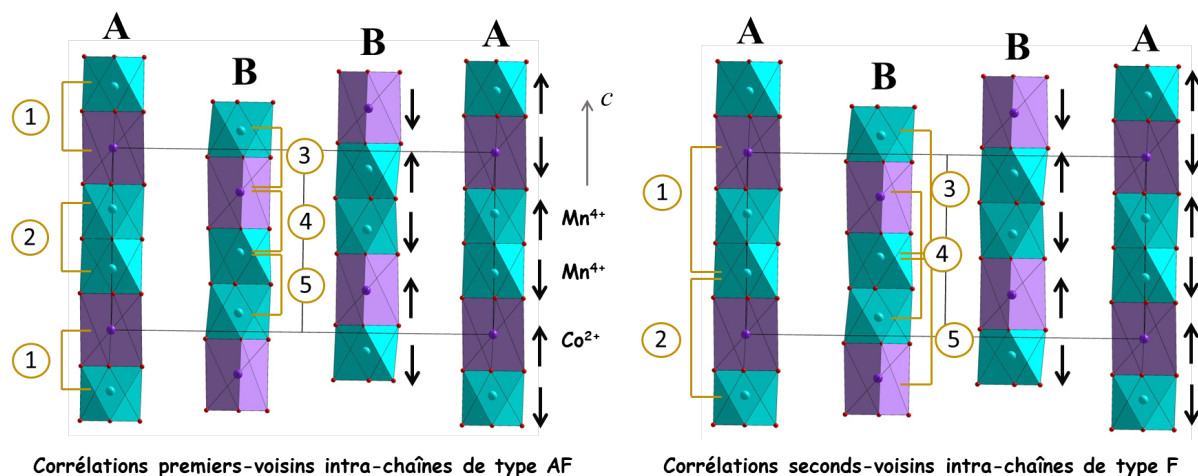 A
B
B
A
1
2
1
3
4
5
c
Mn⁴⁺
Mn⁴⁺
Co²⁺
Corrélations premiers-voisins intra-chaînes de type AF
A
B
B
A
1
2
3
4
5
Corrélations seconds-voisins intra-chaînes de type F